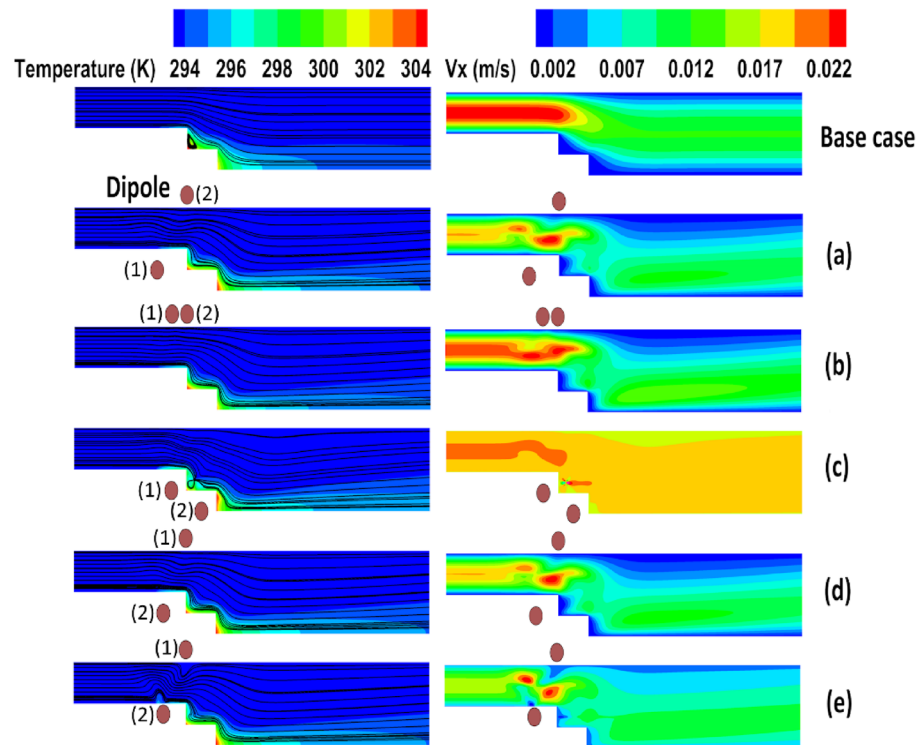 Temperature (K) 294 296 298 300 302 304
Vx (m/s) 0.002 0.007 0.012 0.017 0.022
Base case
Dipole (2)
(1)
(a)
(1) (2)
(b)
(1)
(2)
(c)
(1)
(2)
(d)
(1)
(2)
(e)